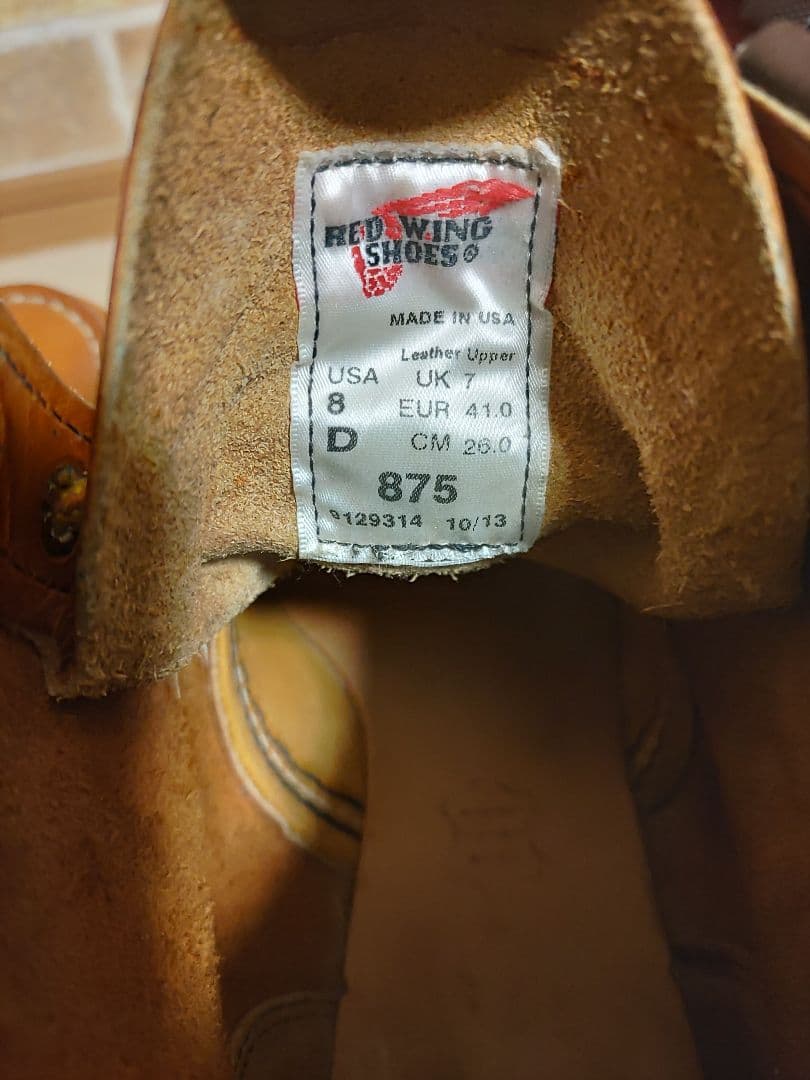 RED WING
SHOES®
MADE IN USA
Leather Upper
USA UK 7
8 EUR 41.0
D CM 26.0
875
9129314 10/13